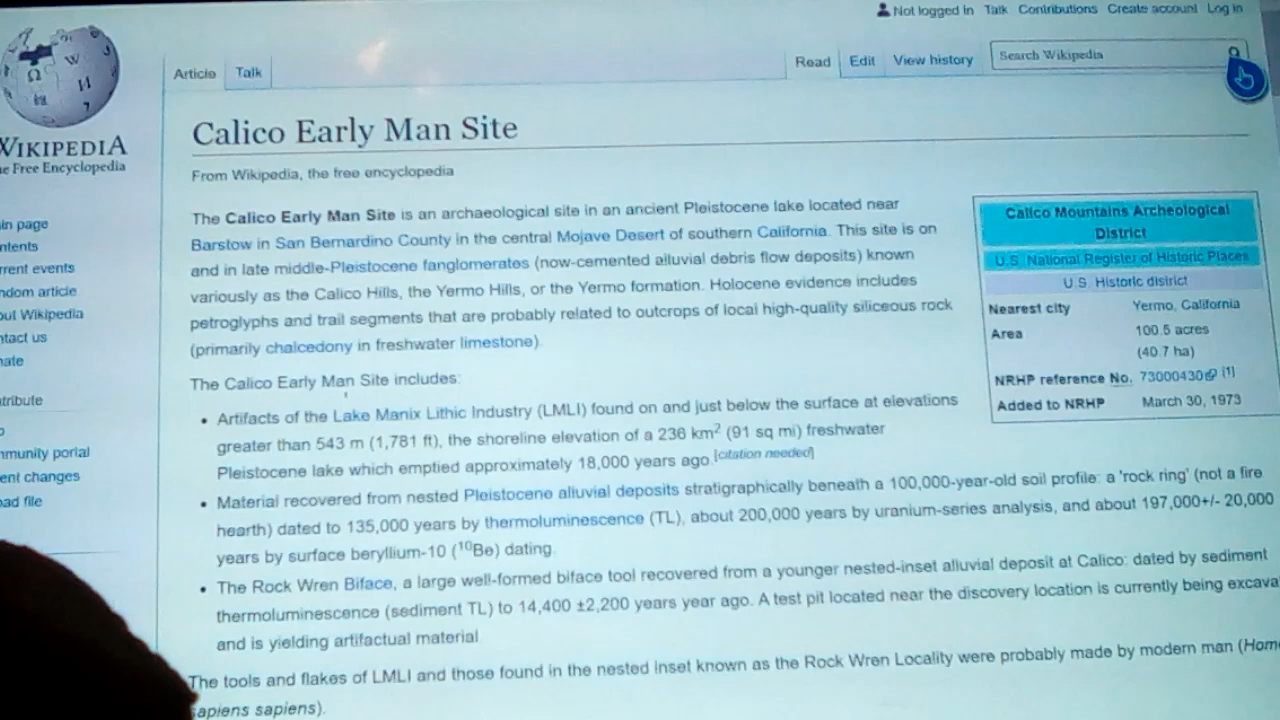 Not logged in Talk Contributions Create account Log in
Article Talk Read Edit View history Search Wikipedia
WIKIPEDIA
The Free Encyclopedia
Calico Early Man Site
From Wikipedia, the free encyclopedia
The Calico Early Man Site is an archaeological site in an ancient Pleistocene lake located near
Barstow in San Bernardino County in the central Mojave Desert of southern California. This site is on
and in late middle-Pleistocene fanglomerates (now-cemented alluvial debris flow deposits) known
variously as the Calico Hills, the Yermo Hills, or the Yermo formation. Holocene evidence includes
petroglyphs and trail segments that are probably related to outcrops of local high-quality siliceous rock
(primarily chalcedony in freshwater limestone).
The Calico Early Man Site includes:
• Artifacts of the Lake Manix Lithic Industry (LMLI) found on and just below the surface at elevations
greater than 543 m (1,781 ft), the shoreline elevation of a 236 km² (91 sq mi) freshwater
Pleistocene lake which emptied approximately 18,000 years ago.[citation needed]
• Material recovered from nested Pleistocene alluvial deposits stratigraphically beneath a 100,000-year-old soil profile: a 'rock ring' (not a fire
hearth) dated to 135,000 years by thermoluminescence (TL), about 200,000 years by uranium-series analysis, and about 197,000+/- 20,000
years by surface beryllium-10 (¹⁰Be) dating.
• The Rock Wren Biface, a large well-formed biface tool recovered from a younger nested-inset alluvial deposit at Calico: dated by sediment
thermoluminescence (sediment TL) to 14,400 ±2,200 years year ago. A test pit located near the discovery location is currently being excava
and is yielding artifactual material.
The tools and flakes of LMLI and those found in the nested inset known as the Rock Wren Locality were probably made by modern man (Hom
sapiens sapiens).
Calico Mountains Archeological
District
U.S. National Register of Historic Places
U.S. Historic district
Nearest city Yermo, California
Area 100.5 acres
(40.7 ha)
NRHP reference No. 73000430 [1]
Added to NRHP March 30, 1973
in page
ntents
rrent events
ndom article
out Wikipedia
ntact us
nate
tribute
mmunity portal
ent changes
oad file